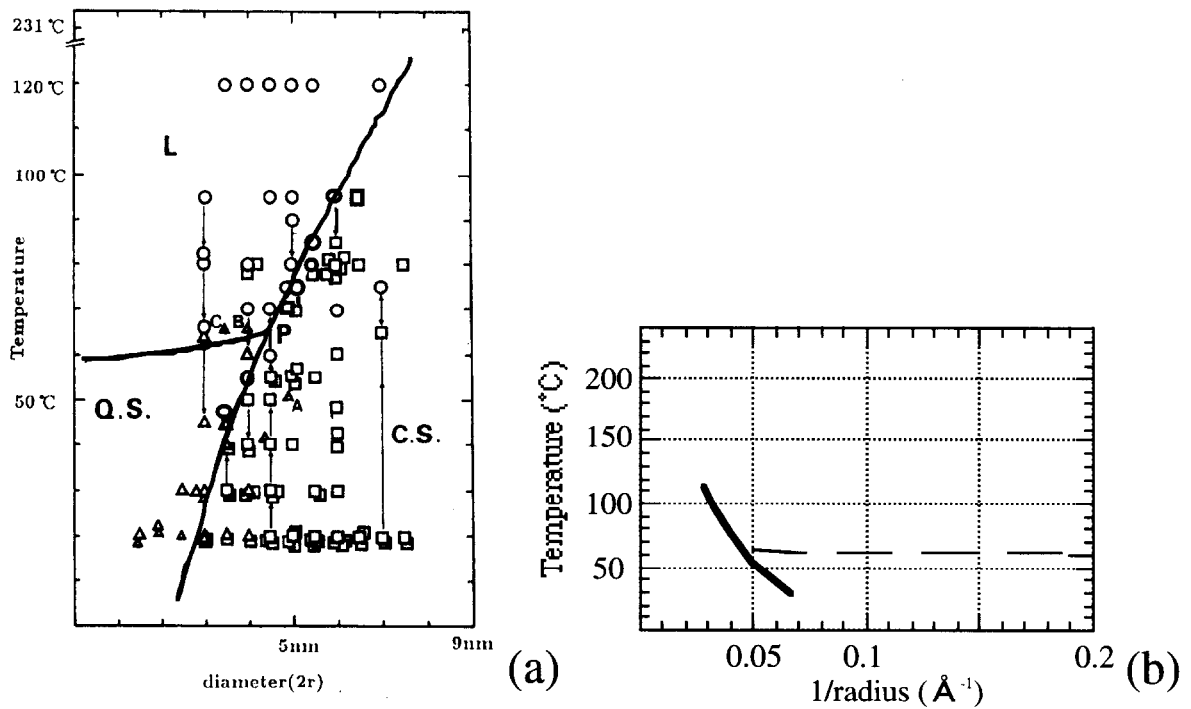 231℃
120℃
L
100℃
Temperature
C B
P
50℃
Q.S.
C.S.
5nm
9nm
diameter(2r)
(a)
Temperature (°C)
200
150
100
50
0.05
0.1
0.2
1/radius (Å⁻¹)
(b)